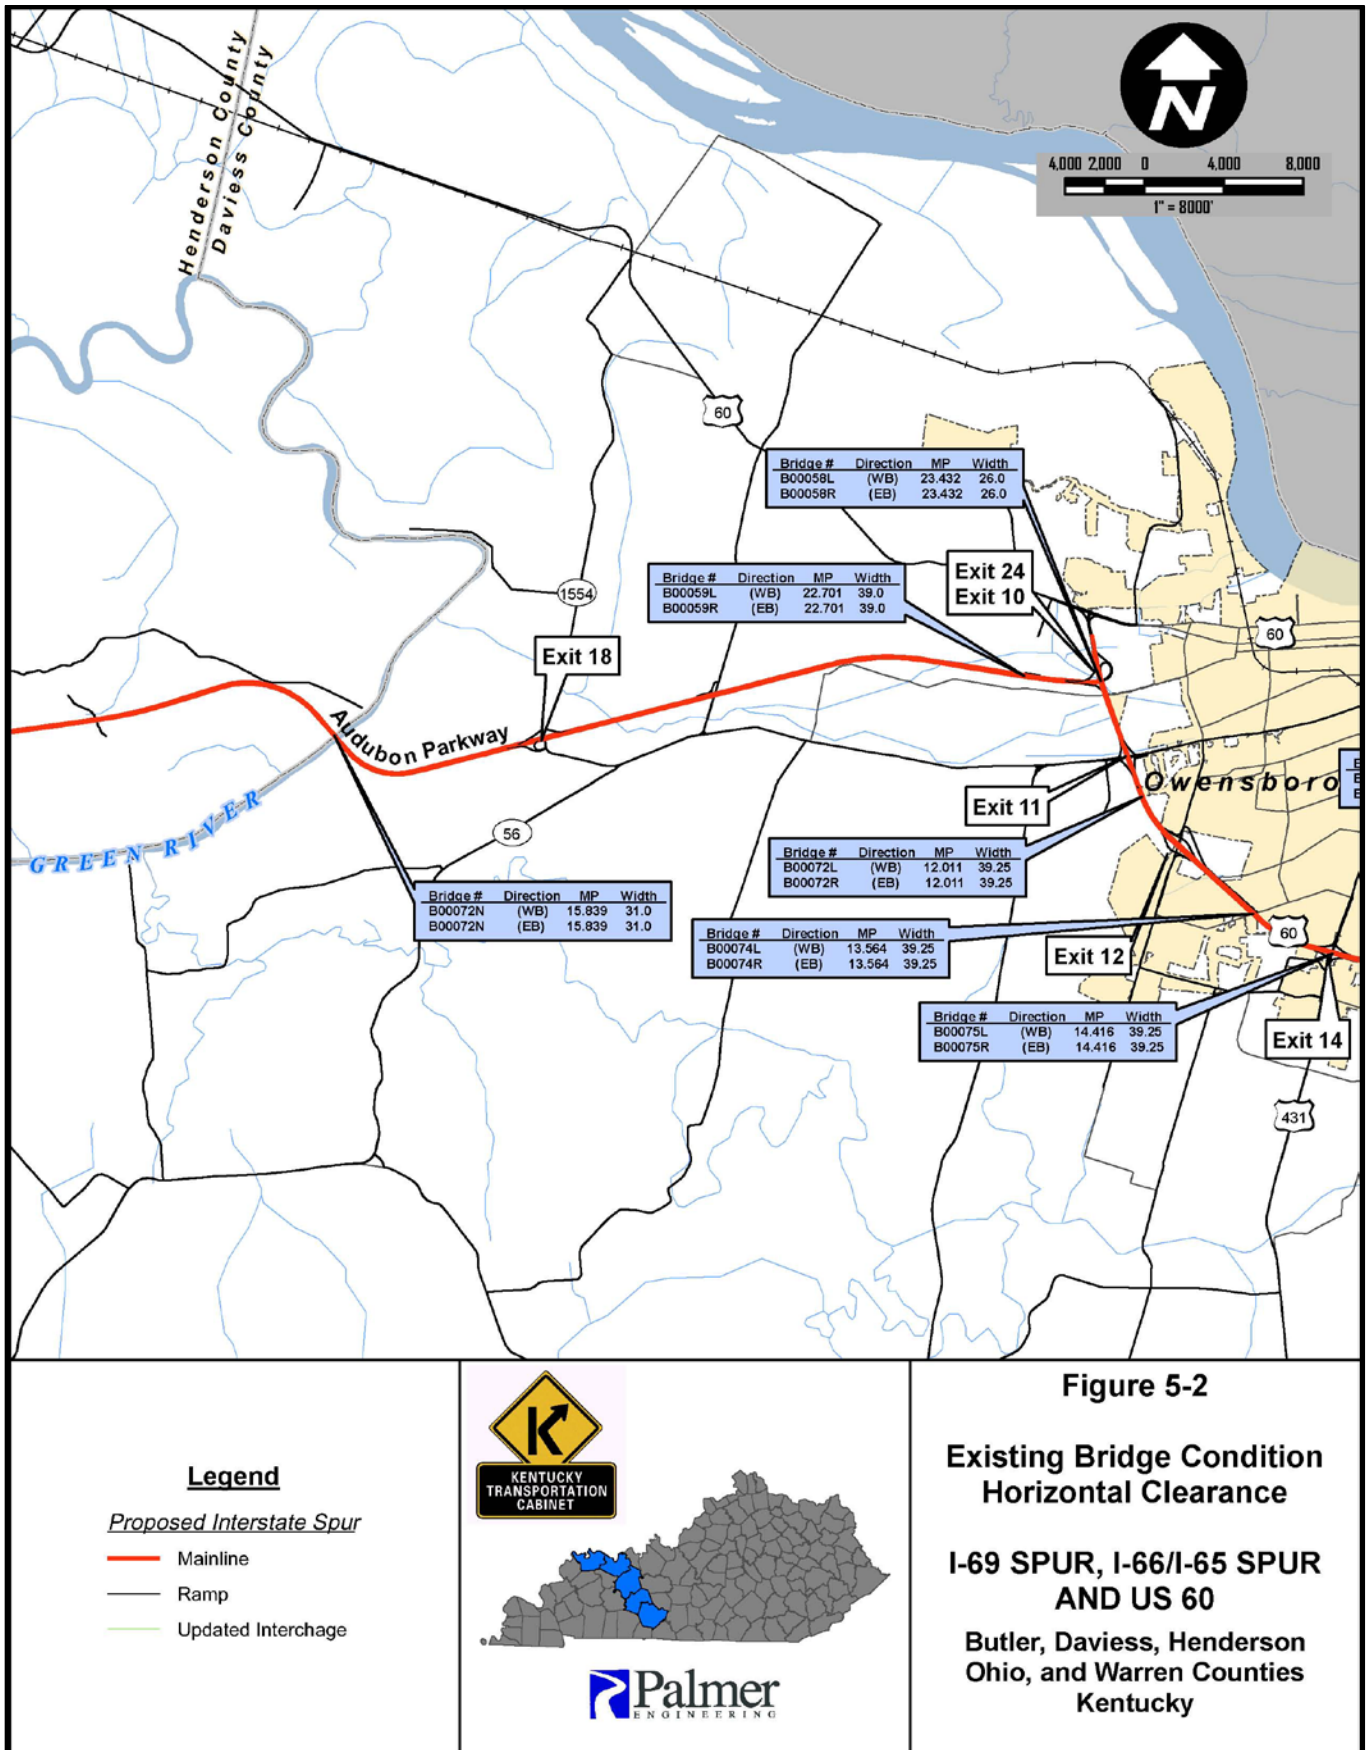 Henderson County
Daviess County
N
4,000 2,000 0 4,000 8,000
1" = 8000'
60
Bridge # Direction MP Width
B00058L (WB) 23.432 26.0
B00058R (EB) 23.432 26.0
Exit 24
Exit 10
Bridge # Direction MP Width
B00059L (WB) 22.701 39.0
B00059R (EB) 22.701 39.0
1554
60
Exit 18
Audubon Parkway
Owensboro
Exit 11
GREEN RIVER
56
Bridge # Direction MP Width
B00072L (WB) 12.011 39.25
B00072R (EB) 12.011 39.25
Bridge # Direction MP Width
B00072N (WB) 15.839 31.0
B00072N (EB) 15.839 31.0
Bridge # Direction MP Width
B00074L (WB) 13.564 39.25
B00074R (EB) 13.564 39.25
60
Exit 12
Bridge # Direction MP Width
B00075L (WB) 14.416 39.25
B00075R (EB) 14.416 39.25
Exit 14
431
Legend
Proposed Interstate Spur
Mainline
Ramp
Updated Interchage
KENTUCKY
TRANSPORTATION
CABINET
Palmer
ENGINEERING
Figure 5-2
Existing Bridge Condition
Horizontal Clearance
I-69 SPUR, I-66/I-65 SPUR
AND US 60
Butler, Daviess, Henderson
Ohio, and Warren Counties
Kentucky